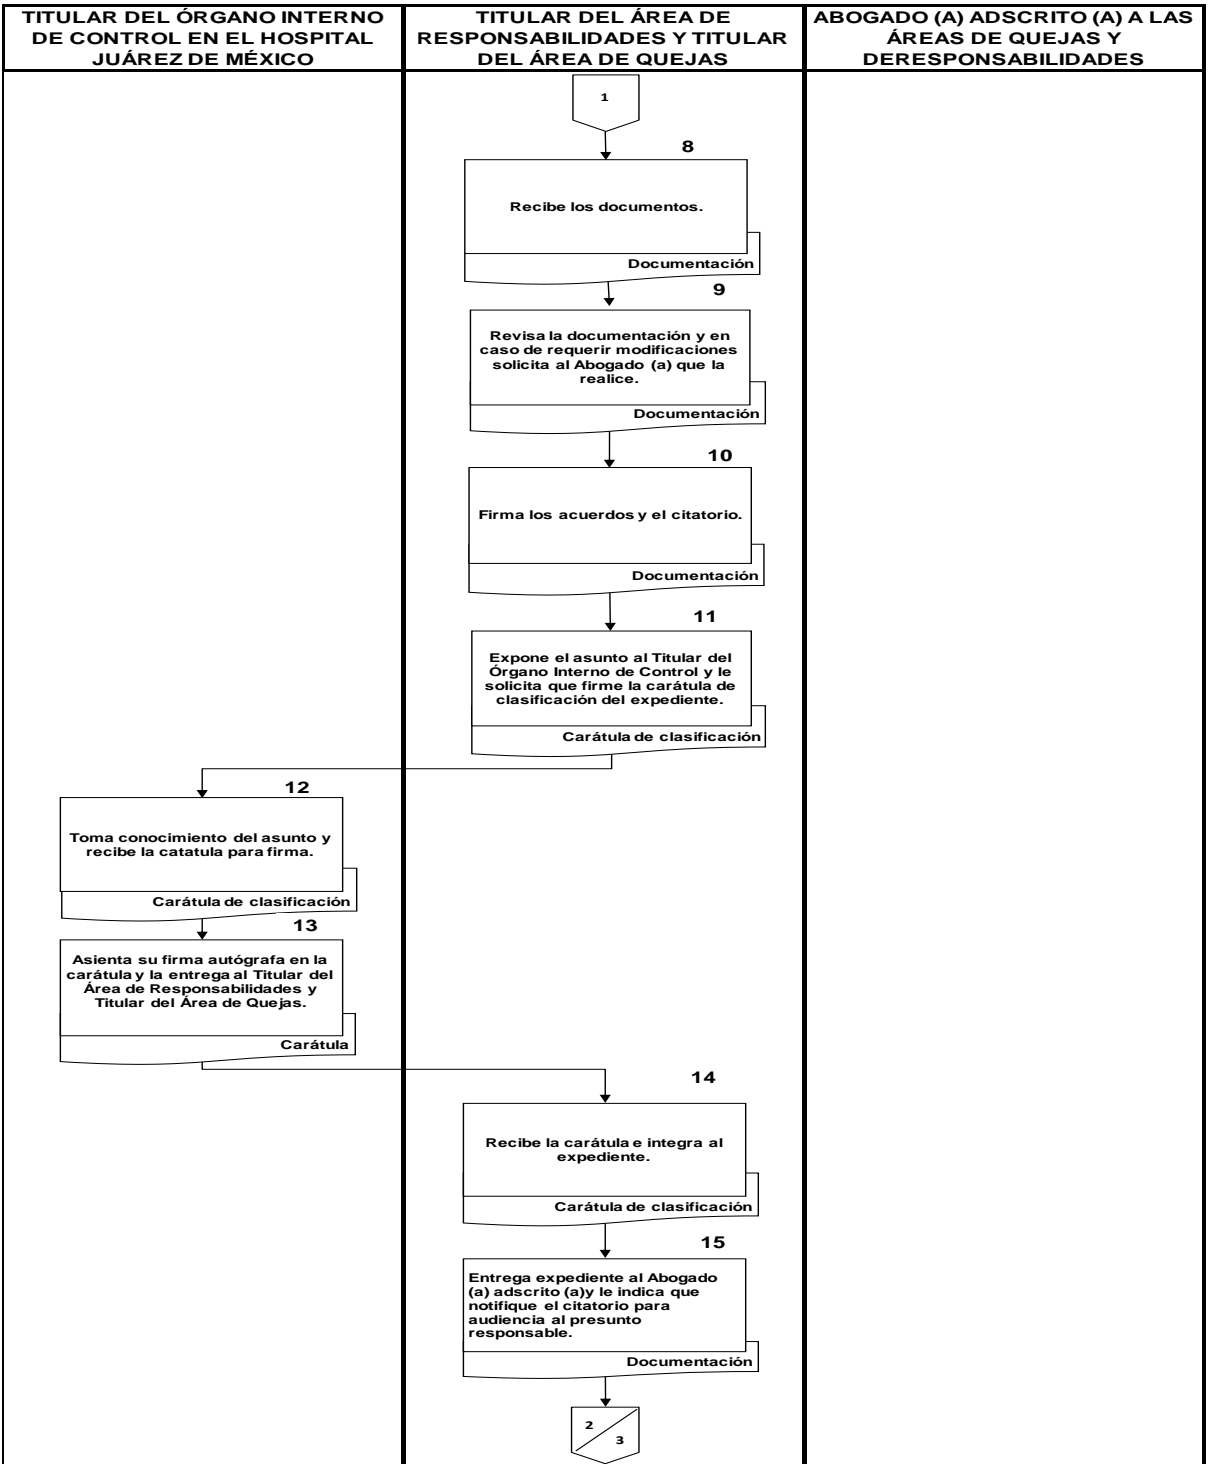 TITULAR DEL ÓRGANO INTERNO
DE CONTROL EN EL HOSPITAL
JUÁREZ DE MÉXICO
TITULAR DEL ÁREA DE
RESPONSABILIDADES Y TITULAR
DEL ÁREA DE QUEJAS
ABOGADO (A) ADSCRITO (A) A LAS
ÁREAS DE QUEJAS Y
DERESPONSABILIDADES
1
8
Recibe los documentos.
Documentación
9
Revisa la documentación y en
caso de requerir modificaciones
solicita al Abogado (a) que la
realice.
Documentación
10
Firma los acuerdos y el citatorio.
Documentación
11
Expone el asunto al Titular del
Órgano Interno de Control y le
solicita que firme la carátula de
clasificación del expediente.
Carátula de clasificación
12
Toma conocimiento del asunto y
recibe la catatula para firma.
Carátula de clasificación
13
Asienta su firma autógrafa en la
carátula y la entrega al Titular del
Área de Responsabilidades y
Titular del Área de Quejas.
Carátula
14
Recibe la carátula e integra al
expediente.
Carátula de clasificación
15
Entrega expediente al Abogado
(a) adscrito (a)y le indica que
notifique el citatorio para
audiencia al presunto
responsable.
Documentación
2
3